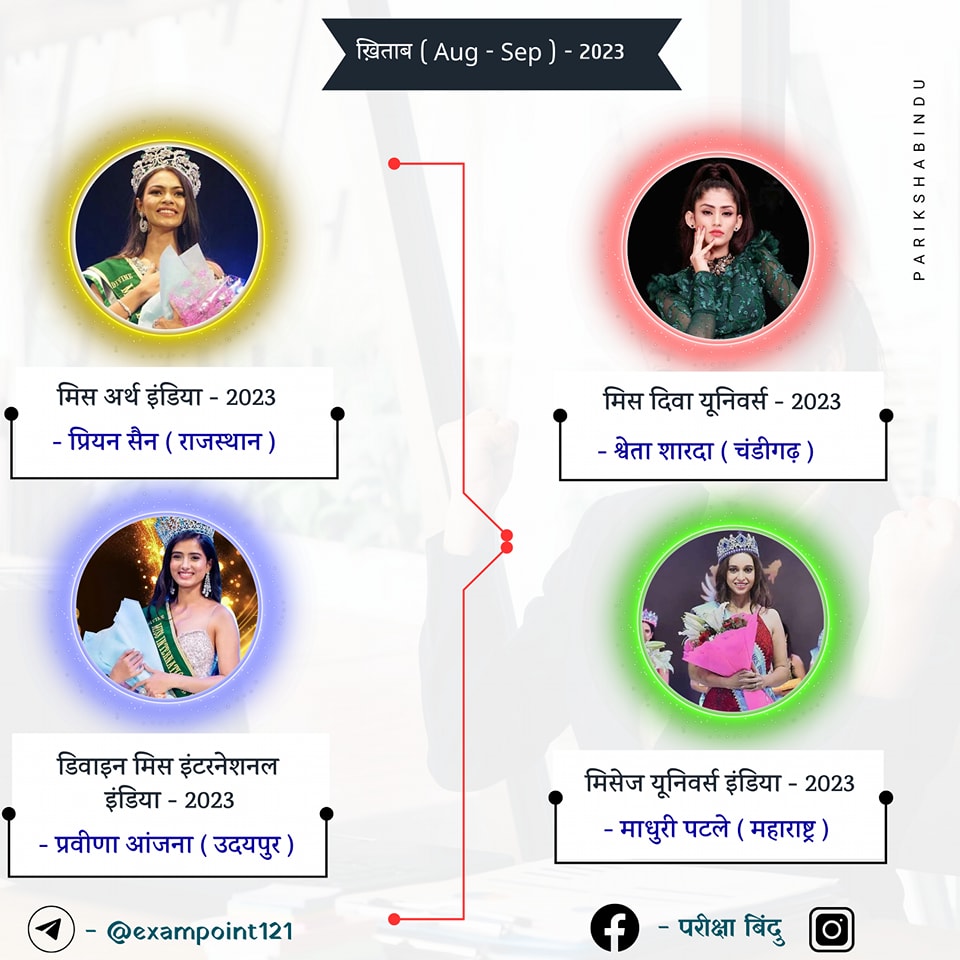 ख़िताब ( Aug - Sep ) - 2023
PARIKSHABINDU
मिस अर्थ इंडिया - 2023
- प्रियन सैन ( राजस्थान )
मिस दिवा यूनिवर्स - 2023
- श्वेता शारदा ( चंडीगढ़ )
डिवाइन मिस इंटरनेशनल
इंडिया - 2023
- प्रवीणा आंजना ( उदयपुर )
मिसेज यूनिवर्स इंडिया - 2023
- माधुरी पटले ( महाराष्ट्र )
- @exampoint121
- परीक्षा बिंदु